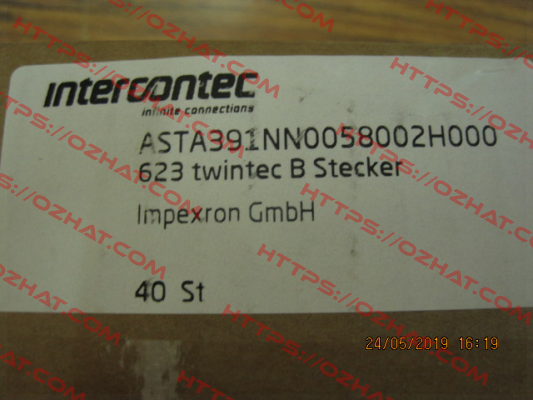 intercontec
infinite connections
ASTA391NN0058002H000
623 twintec B Stecker
Impexron GmbH
40 St
24/05/2019 16:19
HTTPS://OZHAT.COM